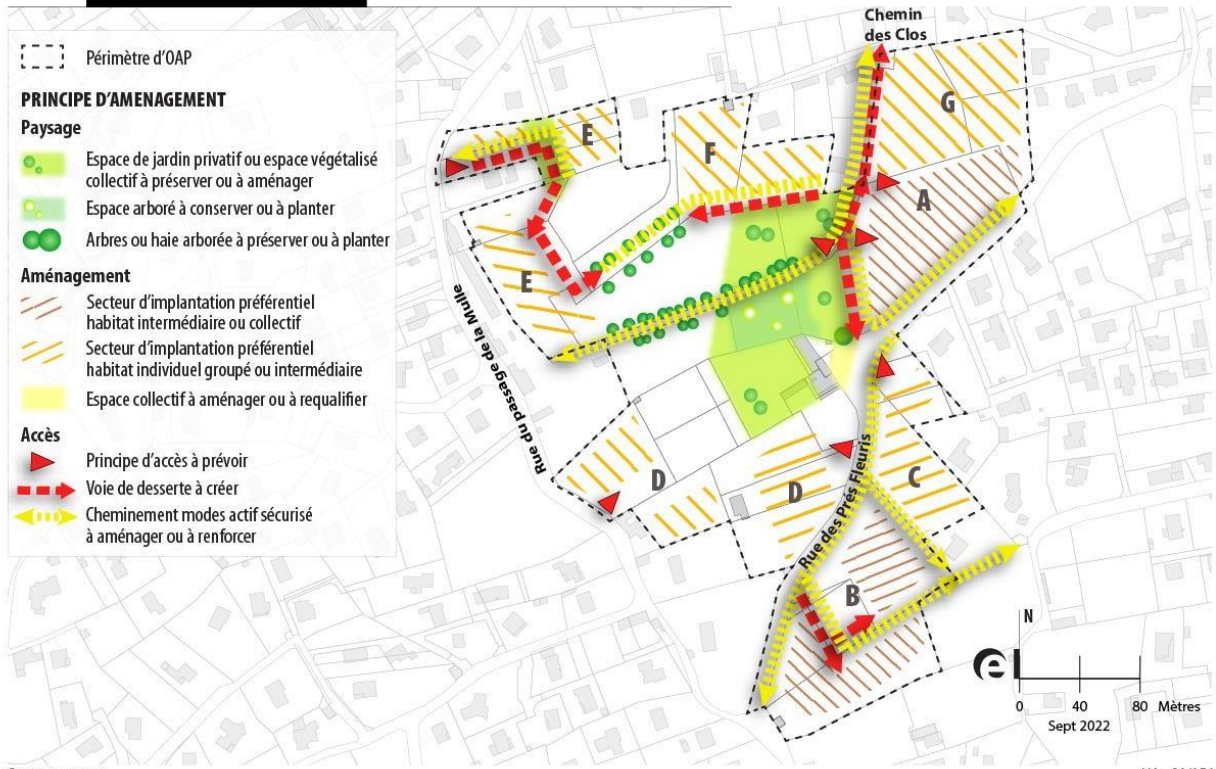 Périmètre d'OAP
PRINCIPE D'AMENAGEMENT
Paysage
Espace de jardin privatif ou espace végétalisé
collectif à préserver ou à aménager
Espace arboré à conserver ou à planter
Arbres ou haie arborée à préserver ou à planter
Aménagement
Secteur d'implantation préférentiel
habitat intermédiaire ou collectif
Secteur d'implantation préférentiel
habitat individuel groupé ou intermédiaire
Espace collectif à aménager ou à requalifier
Accès
Principe d'accès à prévoir
Voie de desserte à créer
Cheminement modes actif sécurisé
à aménager ou à renforcer
Chemin
des Clos
G
E
F
A
E
Rue du passage de la Mulle
D
D
C
Rue des Prés Fleuris
B
N
0 40 80 Mètres
Sept 2022